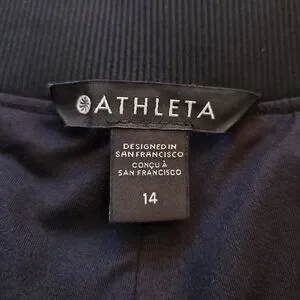 ATHLETA
DESIGNED IN
SAN FRANCISCO
CONÇU À
SAN FRANCISCO
14